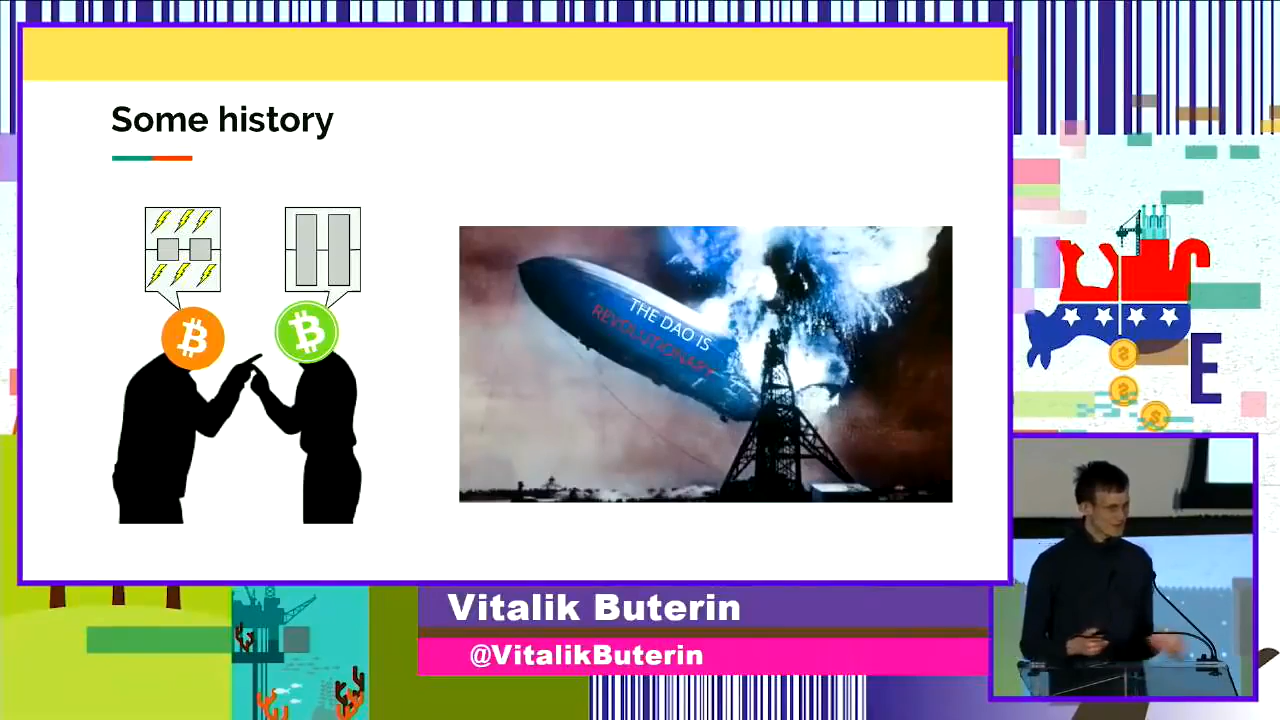 Some history
THE DAO IS
REVOLUTIONARY
E
Vitalik Buterin
@VitalikButerin